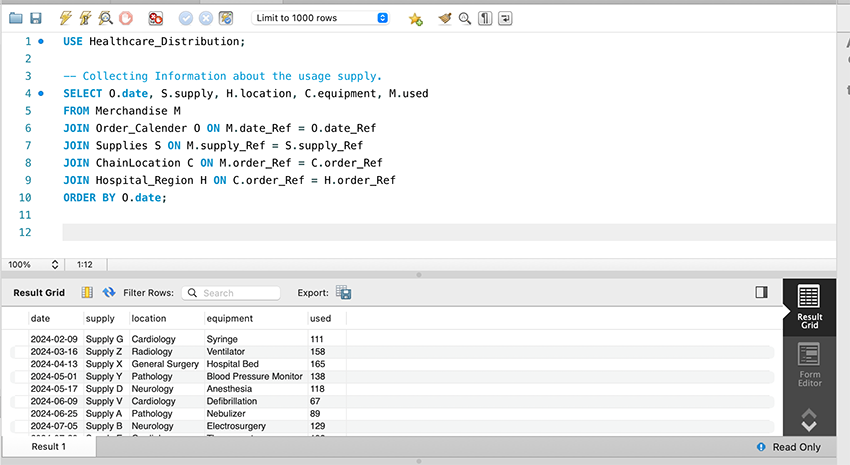 Limit to 1000 rows
1 USE Healthcare_Distribution;
2
3 -- Collecting Information about the usage supply.
4 SELECT O.date, S.supply, H.location, C.equipment, M.used
5 FROM Merchandise M
6 JOIN Order_Calender O ON M.date_Ref = O.date_Ref
7 JOIN Supplies S ON M.supply_Ref = S.supply_Ref
8 JOIN ChainLocation C ON M.order_Ref = C.order_Ref
9 JOIN Hospital_Region H ON C.order_Ref = H.order_Ref
10 ORDER BY O.date;
11
12
100% 1:12
Result Grid Filter Rows: Search Export:
date supply location equipment used
2024-02-09 Supply G Cardiology Syringe 111
2024-03-16 Supply Z Radiology Ventilator 158
2024-04-13 Supply X General Surgery Hospital Bed 165
2024-05-01 Supply Y Pathology Blood Pressure Monitor 138
2024-05-17 Supply D Neurology Anesthesia 118
2024-06-09 Supply V Cardiology Defibrillation 67
2024-06-25 Supply A Pathology Nebulizer 89
2024-07-05 Supply B Neurology Electrosurgery 129
Result
Grid
Form
Editor
Result 1 Read Only